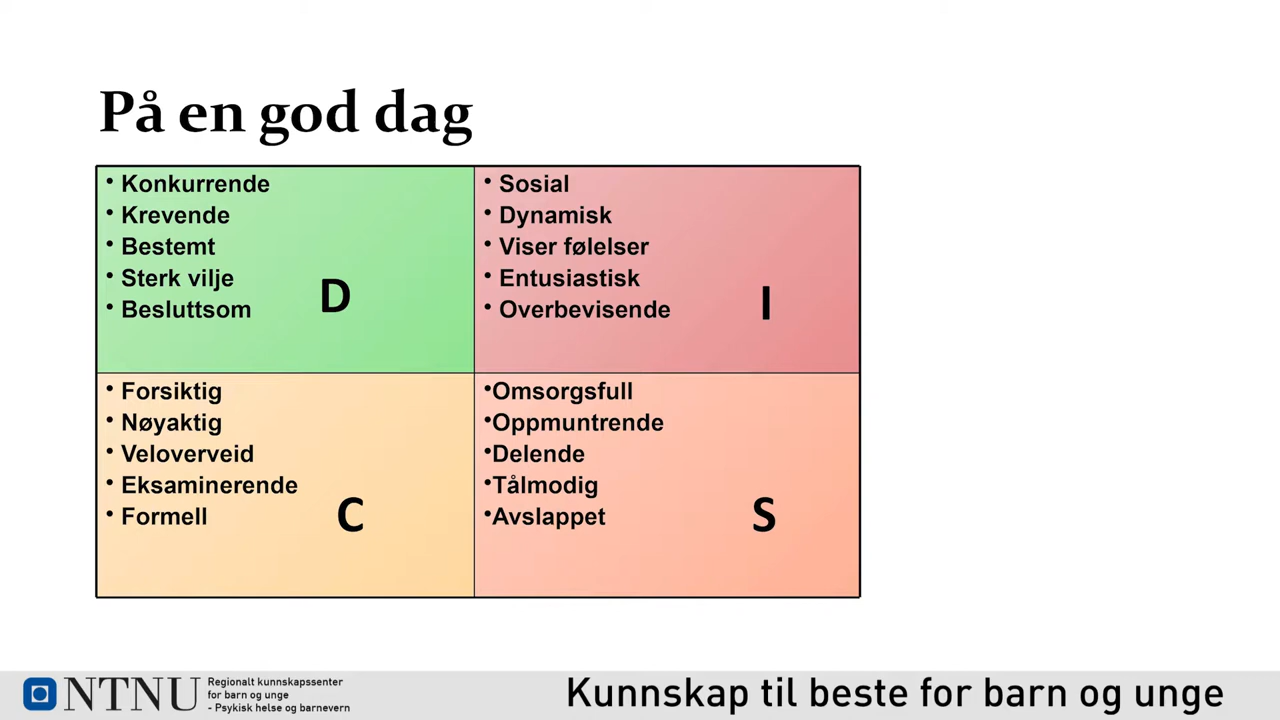 På en god dag
• Konkurrende
• Krevende
• Bestemt
• Sterk vilje
• Besluttsom
D
• Sosial
• Dynamisk
• Viser følelser
• Entusiastisk
• Overbevisende
I
• Forsiktig
• Nøyaktig
• Veloverveid
• Eksaminerende
• Formell
C
•Omsorgsfull
•Oppmuntrende
•Delende
•Tålmodig
•Avslappet
S
NTNU
Regionalt kunnskapssenter
for barn og unge
- Psykisk helse og barnevern
Kunnskap til beste for barn og unge